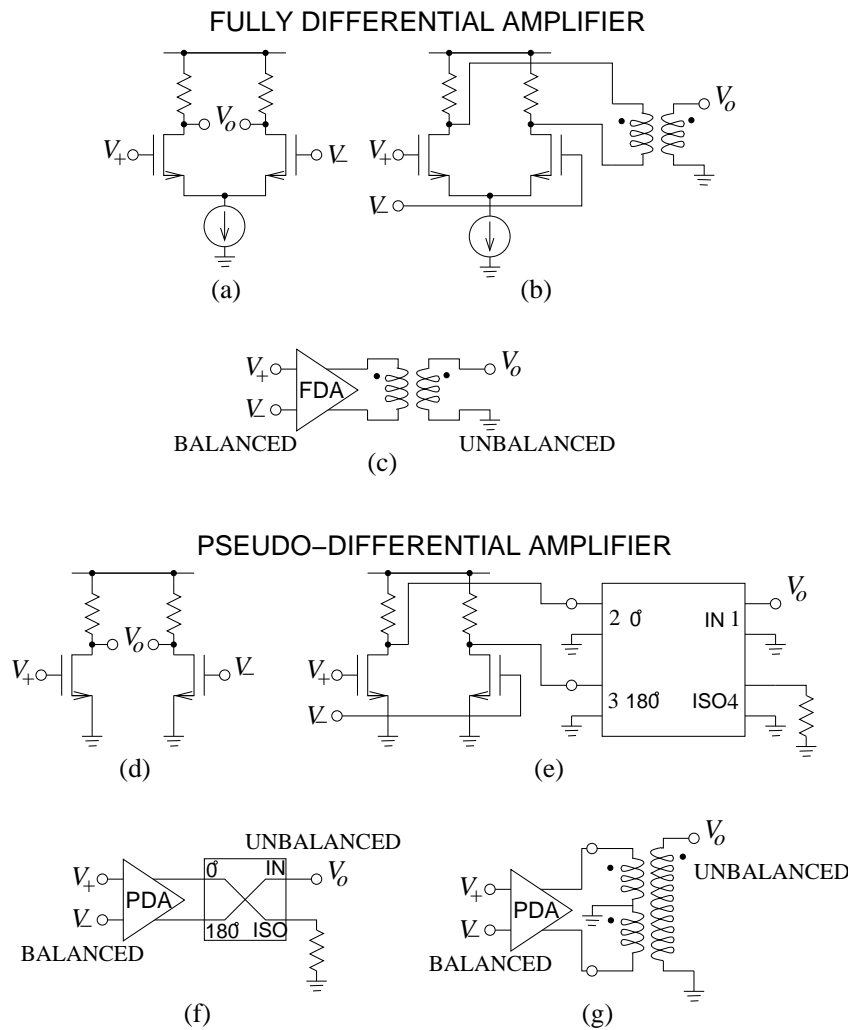 FULLY DIFFERENTIAL AMPLIFIER
V+ Vo V−
V+ V− Vo
(a) (b)
V+ V− FDA Vo
BALANCED UNBALANCED
(c)
PSEUDO−DIFFERENTIAL AMPLIFIER
V+ Vo V−
V+ V− 2 0° IN 1 Vo
3 180° ISO4
(d) (e)
UNBALANCED
V+ V− PDA 0° IN Vo
180° ISO
BALANCED
(f)
Vo
UNBALANCED
V+ V− PDA
BALANCED
(g)